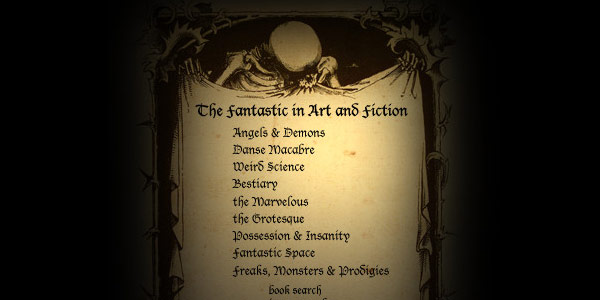 The Fantastic in Art and Fiction
Angels & Demons
Danse Macabre
Weird Science
Bestiary
the Marvelous
the Grotesque
Possession & Insanity
Fantastic Space
Freaks, Monsters & Prodigies
book search